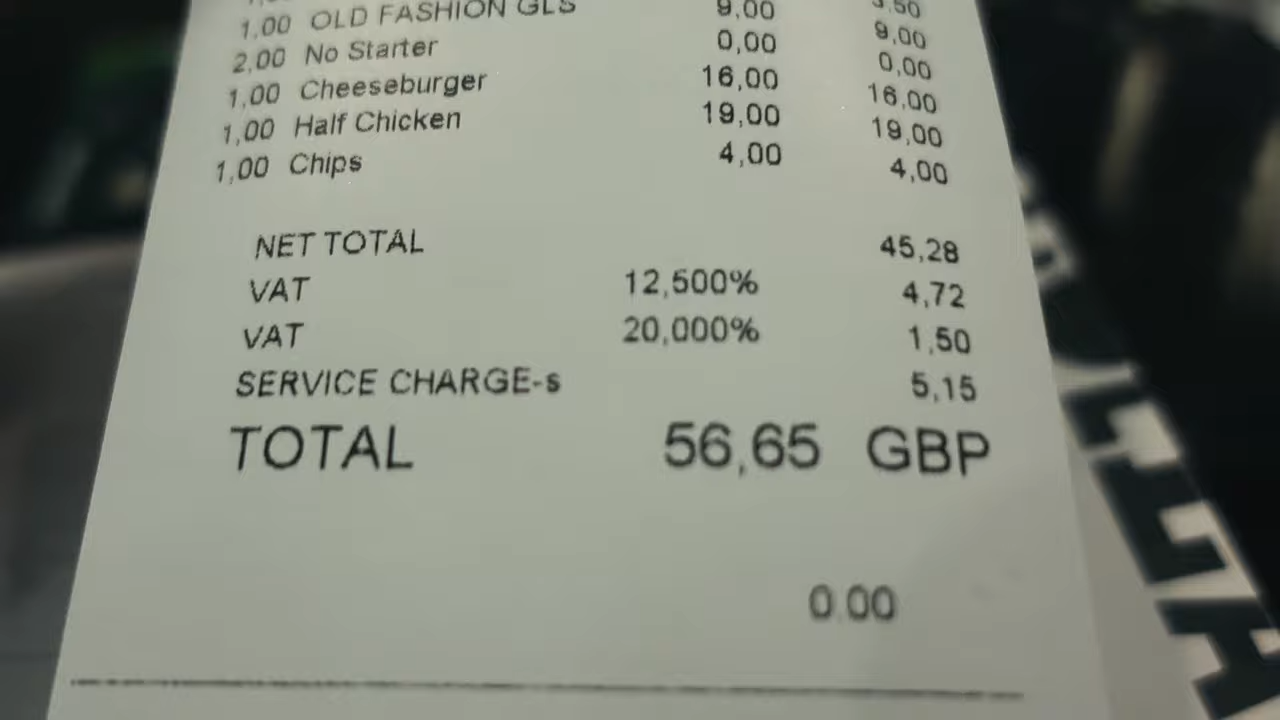 3,50
1,00 OLD FASHION GLS 9,00 9,00
2,00 No Starter 0,00 0,00
1,00 Cheeseburger 16,00 16,00
1,00 Half Chicken 19,00 19,00
1,00 Chips 4,00 4,00
NET TOTAL 45,28
VAT 12,500% 4,72
VAT 20,000% 1,50
SERVICE CHARGE-s 5,15
TOTAL 56,65 GBP
0.00